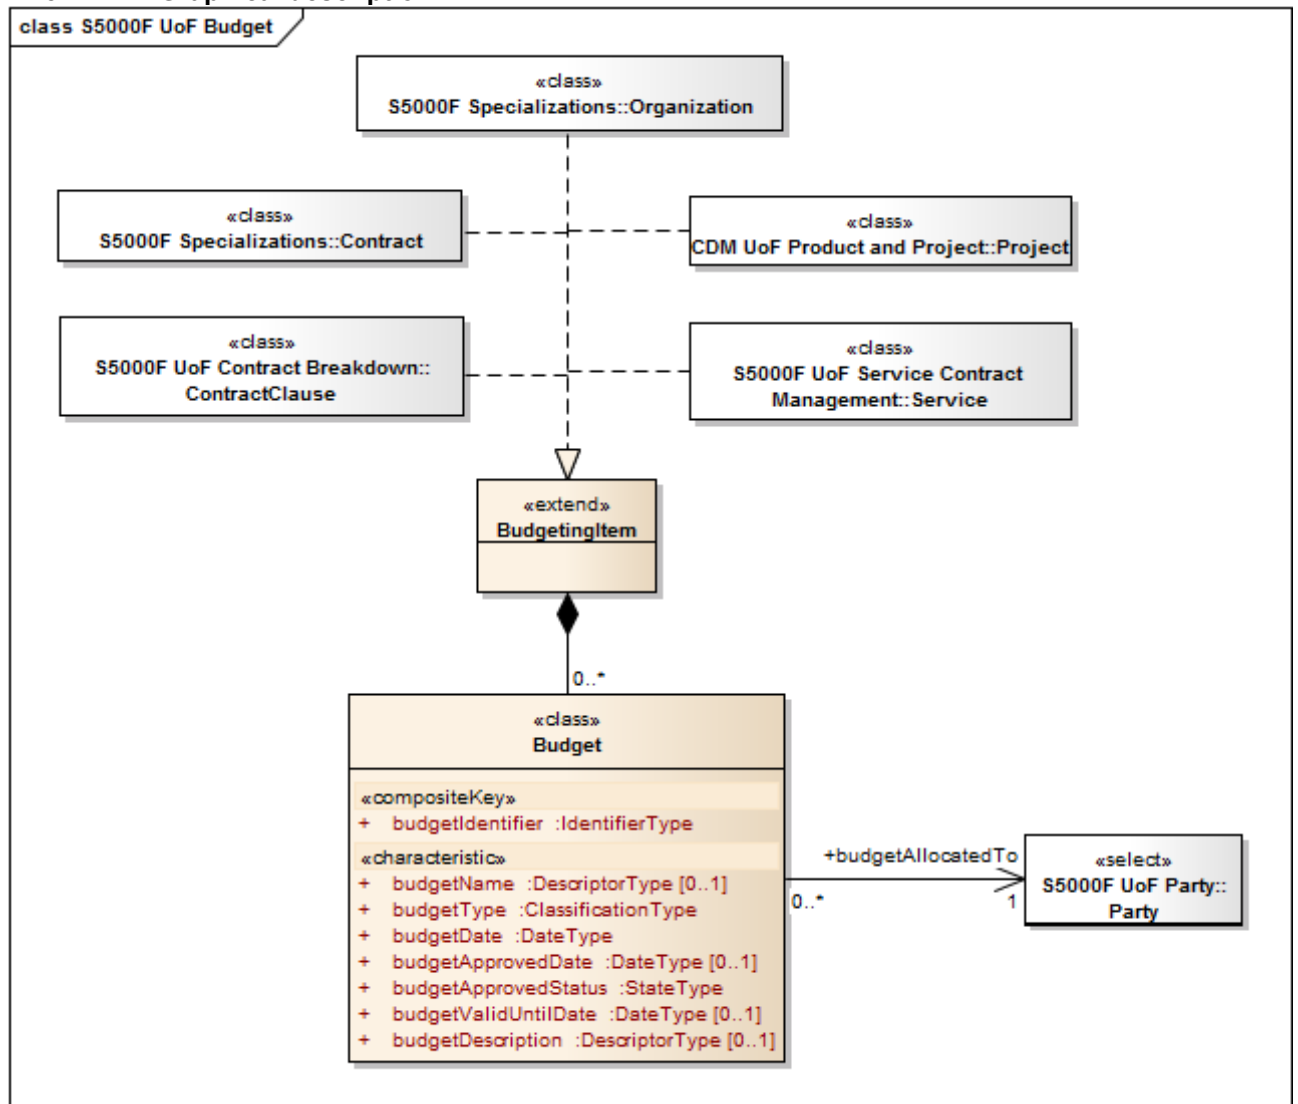 class S5000F UoF Budget
«class»
S5000F Specializations::Organization
«class»
S5000F Specializations::Contract
«class»
CDM UoF Product and Project::Project
«class»
S5000F UoF Contract Breakdown::
ContractClause
«class»
S5000F UoF Service Contract
Management::Service
«extend»
BudgetingItem
0..*
«class»
Budget
«compositeKey»
+ budgetIdentifier :IdentifierType
«characteristic»
+ budgetName :DescriptorType [0..1]
+ budgetType :ClassificationType
+ budgetDate :DateType
+ budgetApprovedDate :DateType [0..1]
+ budgetApprovedStatus :StateType
+ budgetValidUntilDate :DateType [0..1]
+ budgetDescription :DescriptorType [0..1]
+budgetAllocatedTo
0..*
1
«select»
S5000F UoF Party::
Party